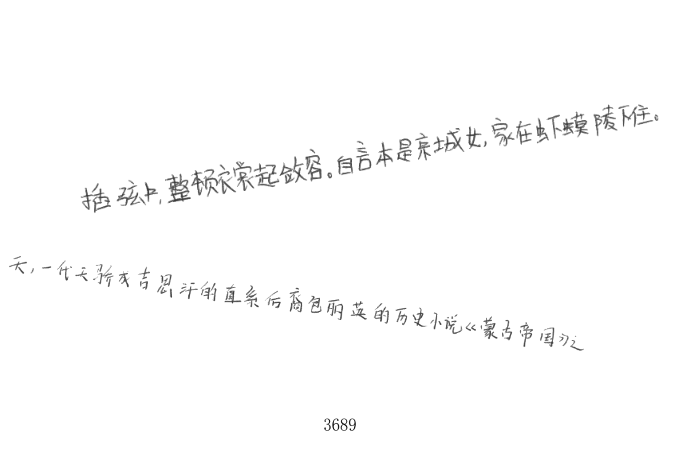 插弦中,整顿衣裳起敛容。自言本是京城女,家在虾蟆陵下住。
天,一代天骄成吉思汗的直系后裔包丽英的历史小说《蒙古帝国》之
3689